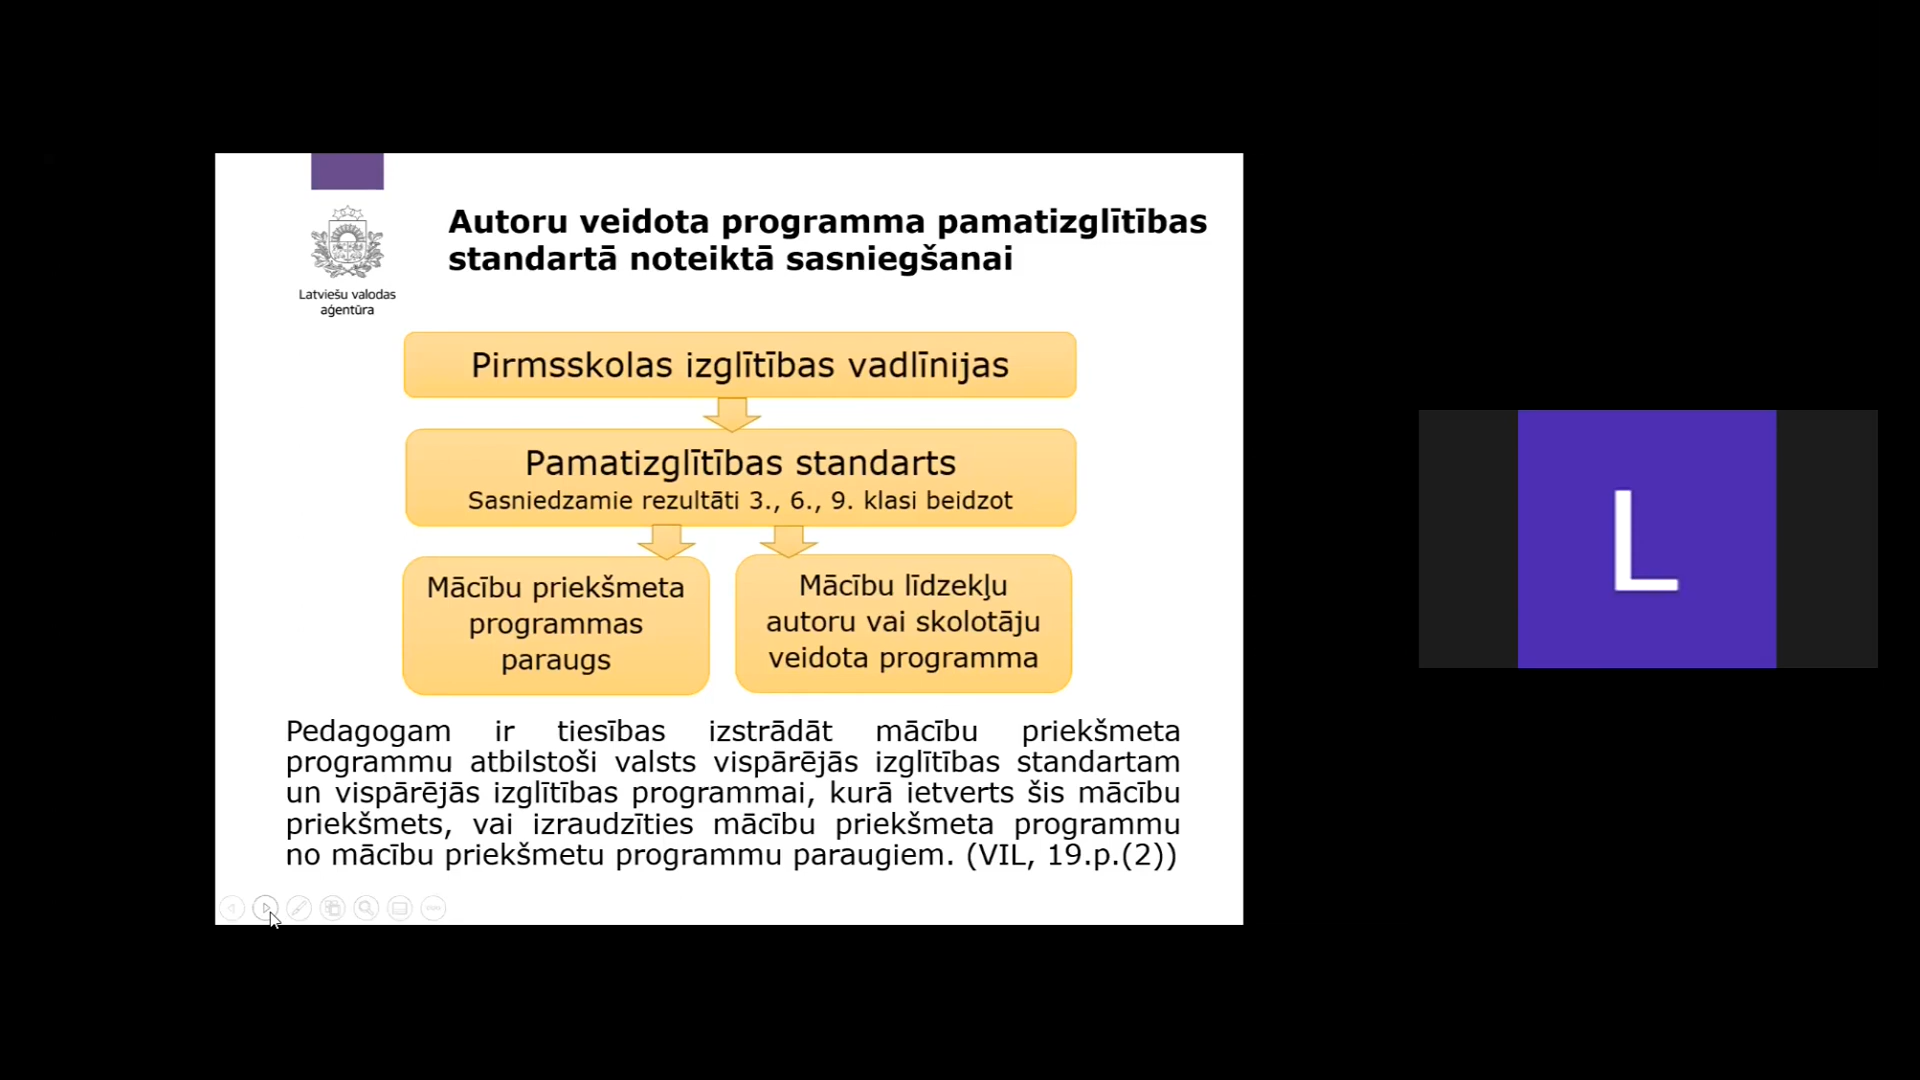 Autoru veidota programma pamatizglītības
standartā noteiktā sasniegšanai
Latviešu valodas
aģentūra
Pirmsskolas izglītības vadlīnijas
Pamatizglītības standarts
Sasniedzamie rezultāti 3., 6., 9. klasi beidzot
Mācību priekšmeta
programmas
paraugs
Mācību līdzekļu
autoru vai skolotāju
veidota programma
Pedagogam ir tiesības izstrādāt mācību priekšmeta
programmu atbilstoši valsts vispārējās izglītības standartam
un vispārējās izglītības programmai, kurā ietverts šis mācību
priekšmets, vai izraudzīties mācību priekšmeta programmu
no mācību priekšmetu programmu paraugiem. (VIL, 19.p.(2))
L